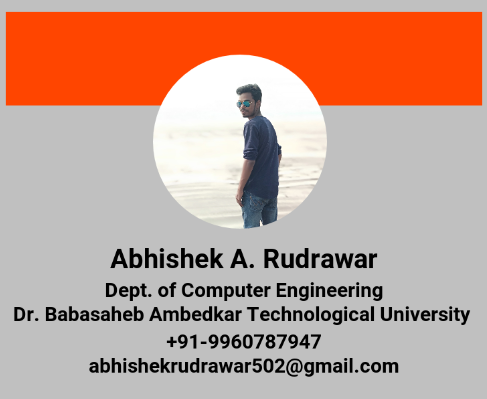 Abhishek A. Rudrawar
Dept. of Computer Engineering
Dr. Babasaheb Ambedkar Technological University
+91-9960787947
abhishekrudrawar502@gmail.com